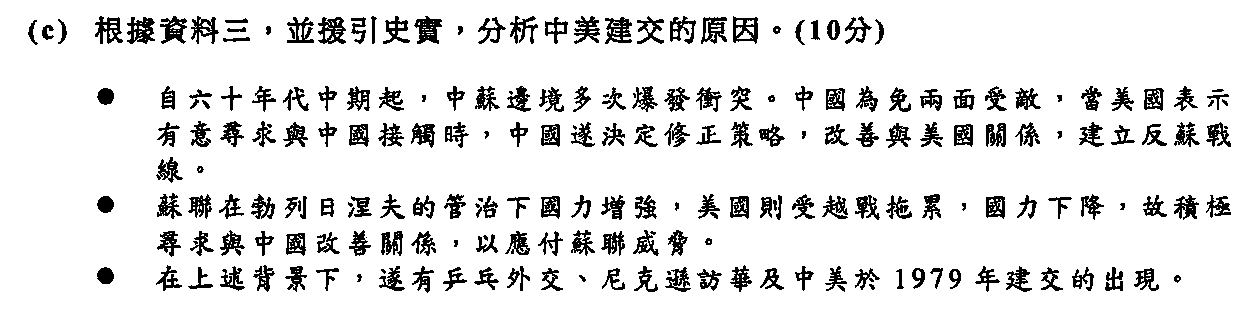 (c) 根據資料三，並援引史實，分析中美建交的原因。(10分)
● 自六十年代中期起，中蘇邊境多次爆發衝突。中國為免兩面受敵，當美國表示
有意尋求與中國接觸時，中國遂決定修正策略，改善與美國關係，建立反蘇戰
線。
● 蘇聯在勃列日湼夫的管治下國力增強，美國則受越戰拖累，國力下降，故積極
尋求與中國改善關係，以應付蘇聯威脅。
● 在上述背景下，遂有乒乓外交、尼克遜訪華及中美於 1979 年建交的出現。